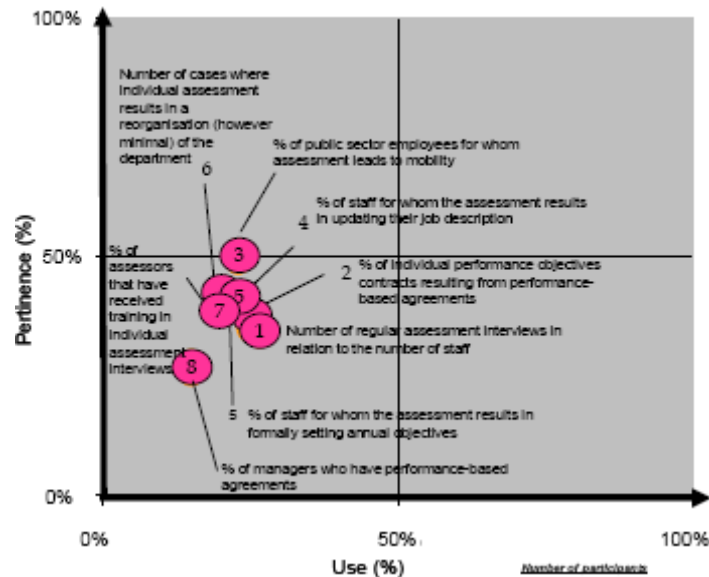 100%
Number of cases where
individual assessment
results in a
reorganisation (however
minimal) of the
department
6
% of public sector employees for whom
assessment leads to mobility
4
% of staff for whom the assessment results
in updating their job description
3
50%
Pertinence (%)
% of
assessors
that have
received
training in
individual
assessment
interviews
2
% of individual performance objectives
contracts resulting from performance-
based agreements
5
7
1
Number of regular assessment interviews in
relation to the number of staff
8
5
% of staff for whom the assessment results in
formally setting annual objectives
% of managers who have performance-based
agreements
0%
0%
50%
100%
Use (%)
Number of participants